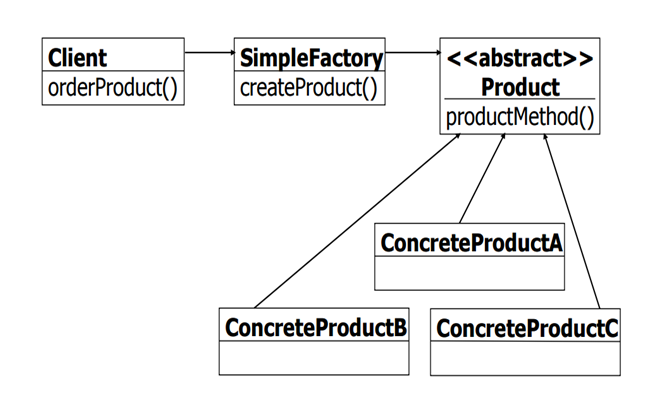 Client
orderProduct()
SimpleFactory
createProduct()
<<abstract>>
Product
productMethod()
ConcreteProductA
ConcreteProductB
ConcreteProductC